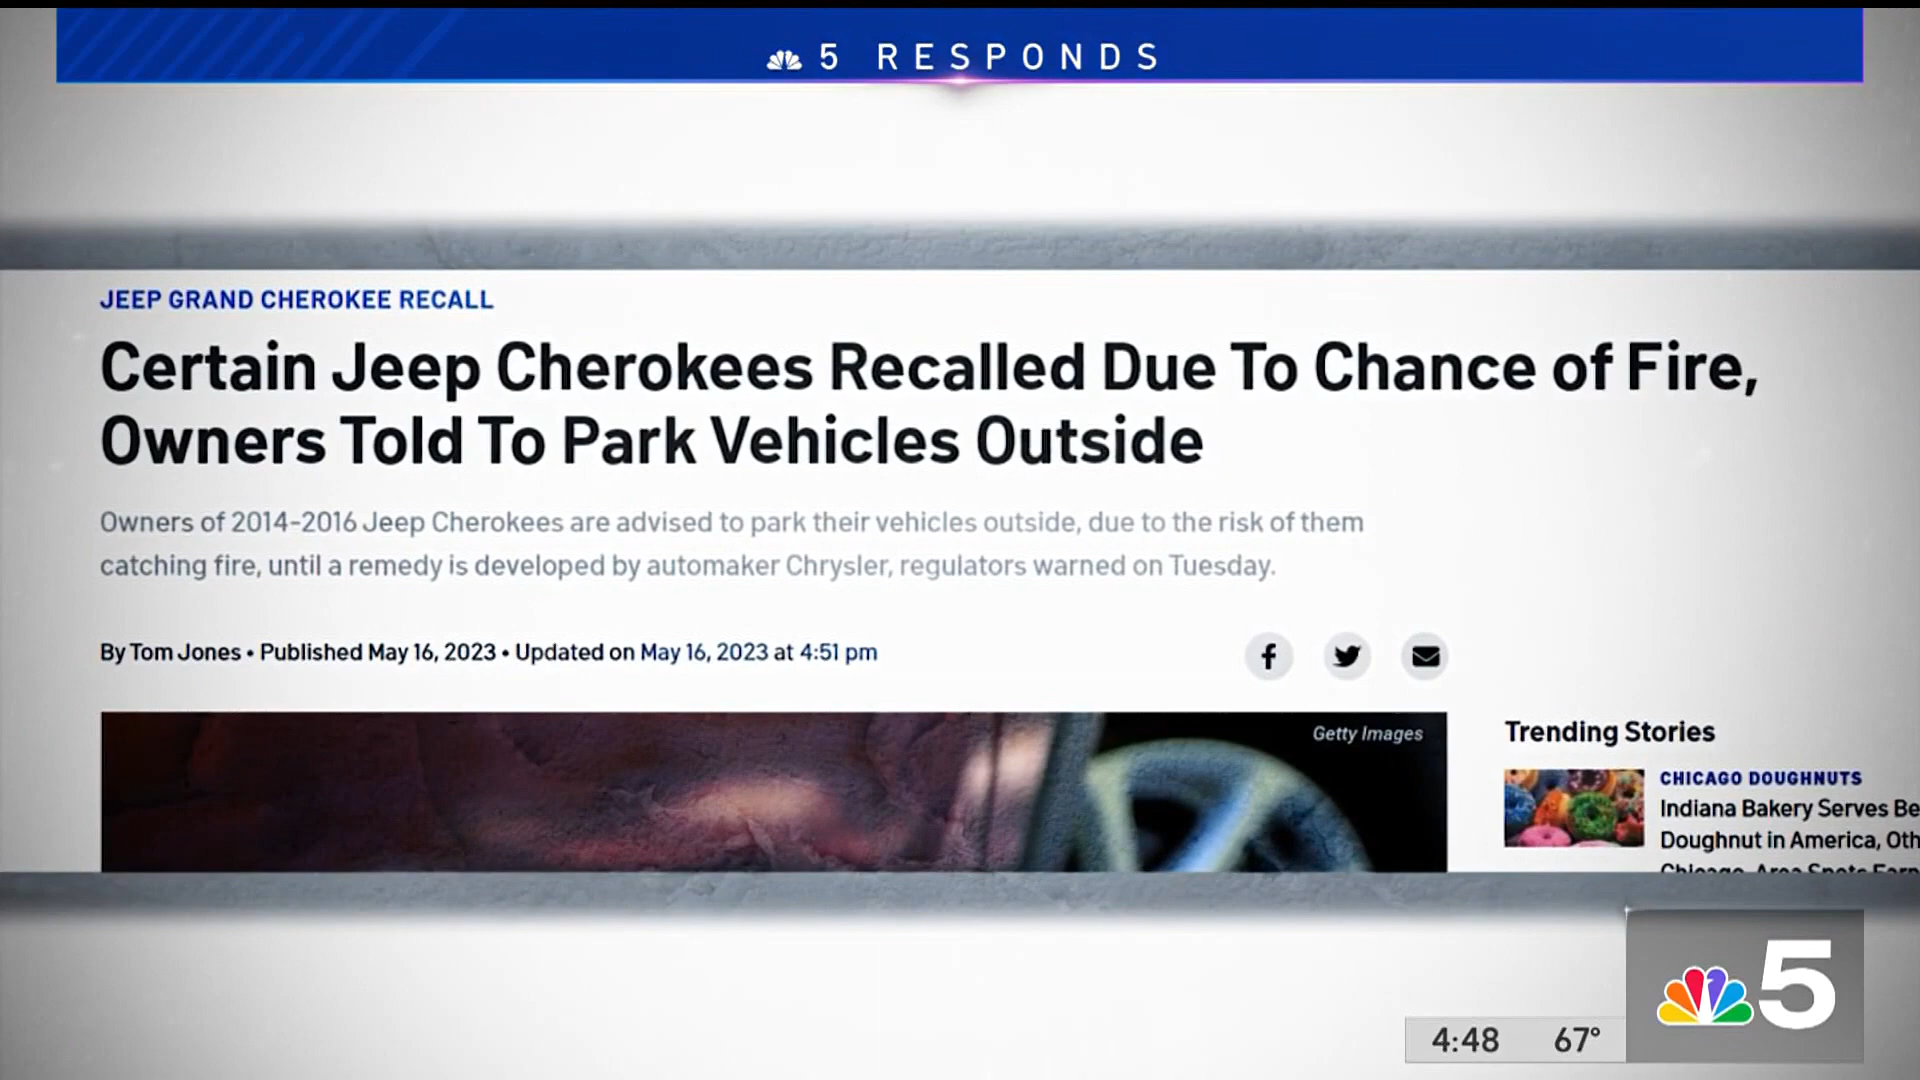 5 RESPONDS
JEEP GRAND CHEROKEE RECALL
Certain Jeep Cherokees Recalled Due To Chance of Fire,
Owners Told To Park Vehicles Outside
Owners of 2014-2016 Jeep Cherokees are advised to park their vehicles outside, due to the risk of them
catching fire, until a remedy is developed by automaker Chrysler, regulators warned on Tuesday.
By Tom Jones • Published May 16, 2023 • Updated on May 16, 2023 at 4:51 pm
Getty Images
Trending Stories
CHICAGO DOUGHNUTS
Indiana Bakery Serves Be
Doughnut in America, Oth
Chicago-Area Spots Earn
5
4:48 67°